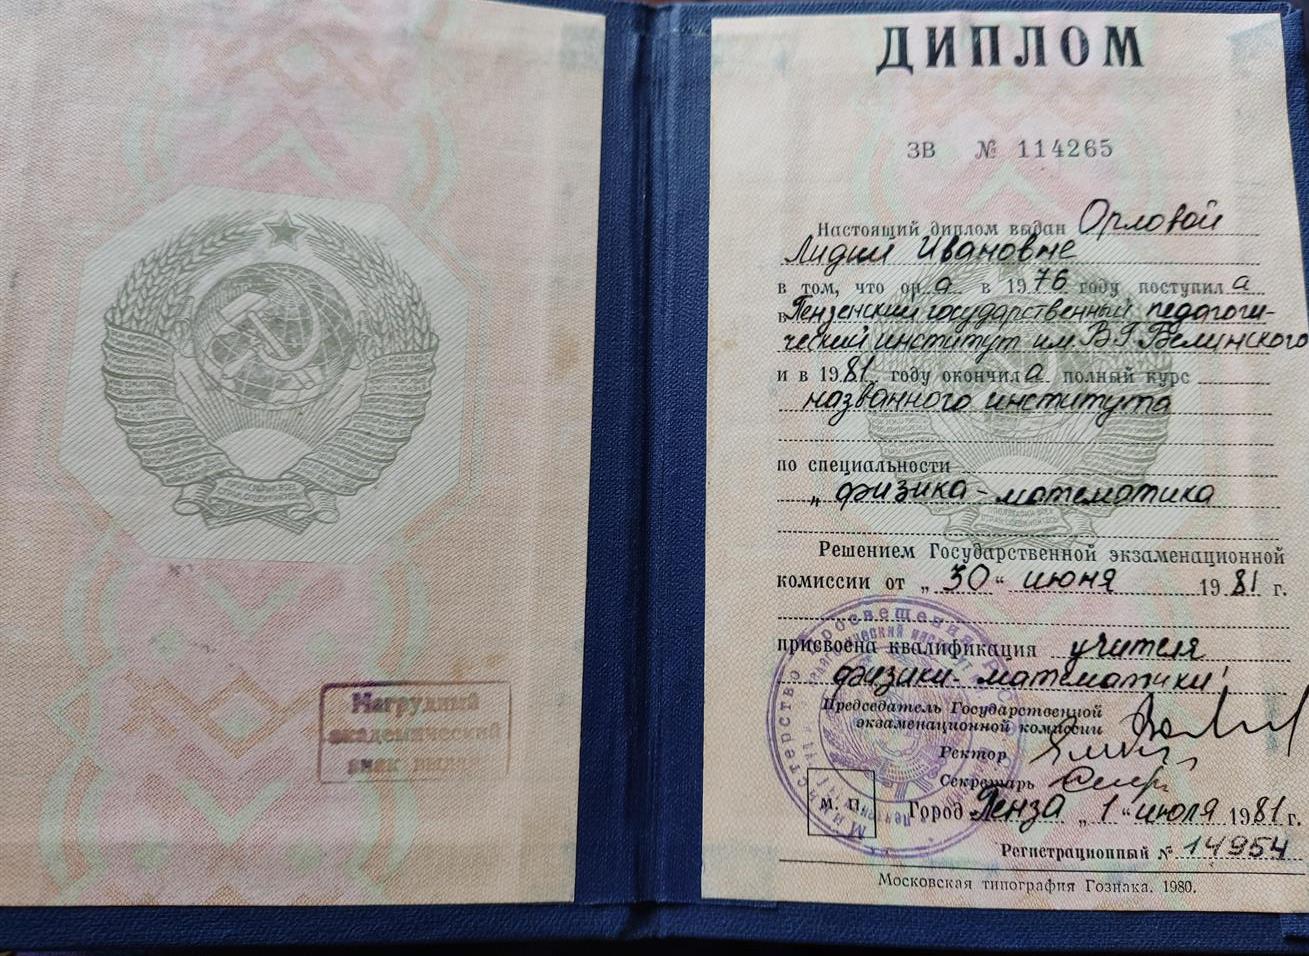 Нагрудный
академический
знак выдан
ДИПЛОМ
ЗВ № 114265
Настоящий диплом выдан Орловой
Лидии Ивановне
в том, что он а в 1976 году поступил а
в Пензенский государственный педагоги-
ческий институт им В.Г.Белинского
и в 1981 году окончил а полный курс
названного института
по специальности
„физика-математика
Решением Государственной экзаменационной
комиссии от „30“ июня 1981 г.
присвоена квалификация учителя
физики-математики!
Председатель Государственной
экзаменационной комиссии
Ректор
Секретарь
М. П.
Город Пенза „1“ июля 1981 г.
Регистрационный № 14954
Московская типография Гознака. 1980.